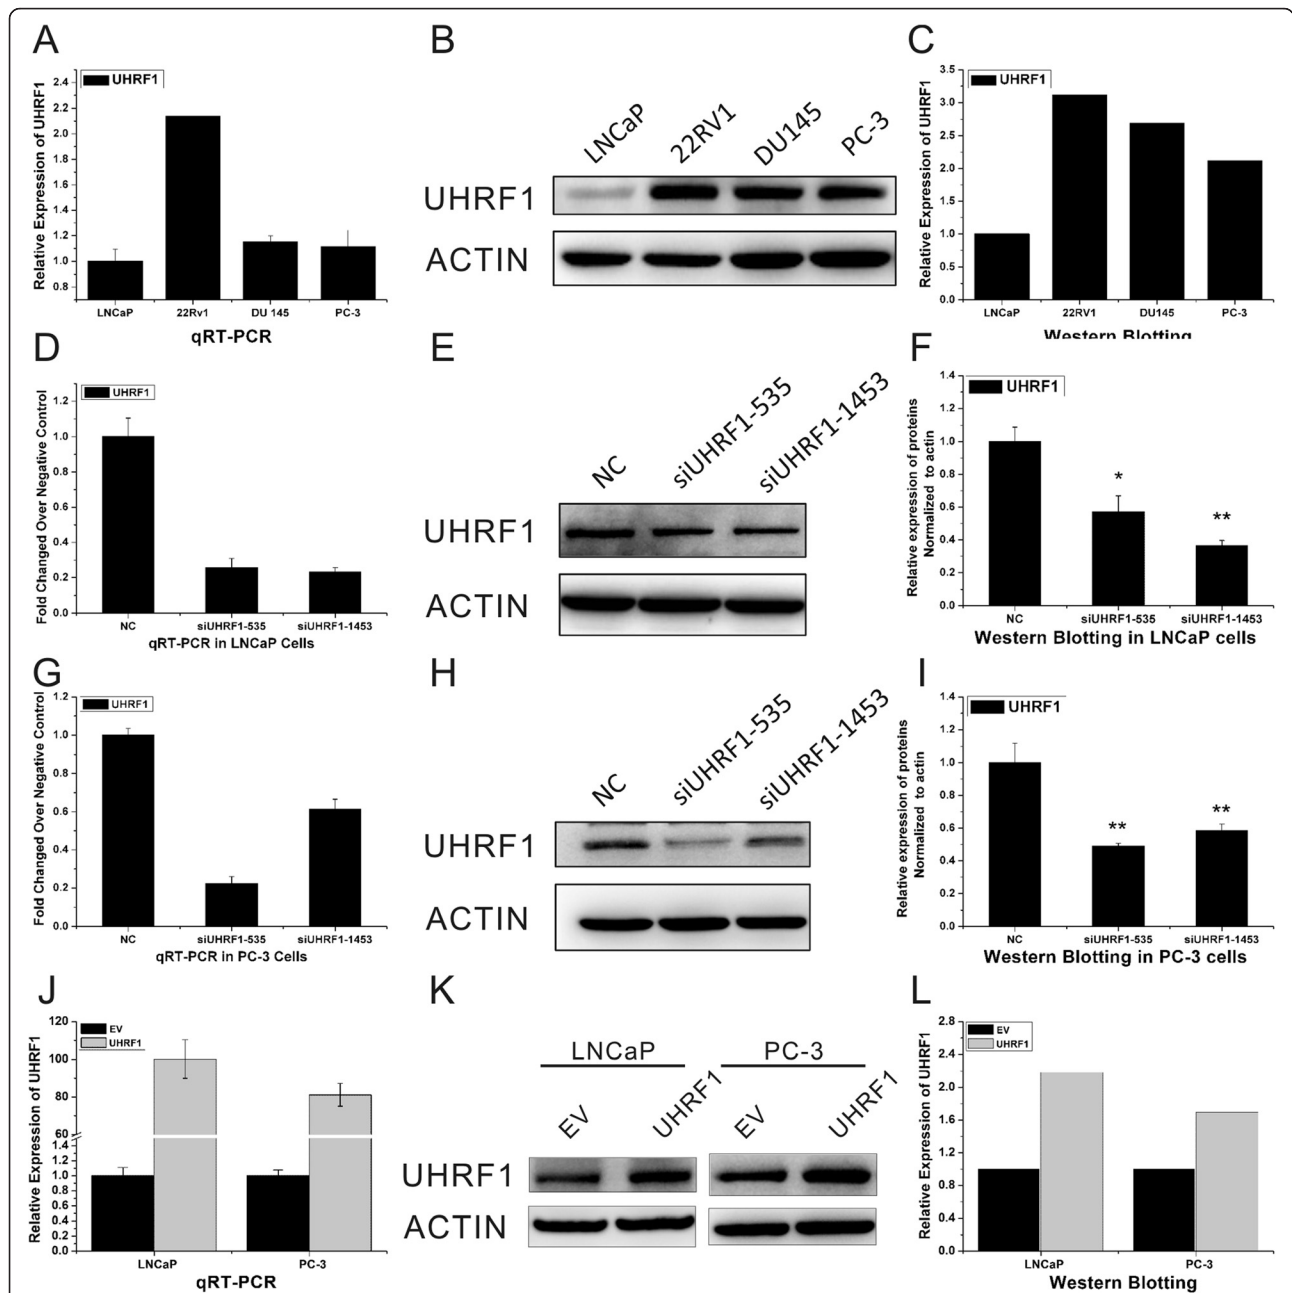 A
Relative Expression of UHRF1
UHRF1
2.4
2.2
2.0
1.8
1.6
1.4
1.2
1.0
0.8
LNCaP 22Rv1 DU 145 PC-3
qRT-PCR
B
LNCaP 22RV1 DU145 PC-3
UHRF1
ACTIN
C
Relative Expression of UHRF1
UHRF1
3.5
3.0
2.5
2.0
1.5
1.0
0.5
0.0
LNCaP 22RV1 DU145 PC-3
Western Blotting
D
Fold Changed Over Negative Control
UHRF1
1.2
1.0
0.8
0.6
0.4
0.2
0.0
NC siUHRF1-535 siUHRF1-1453
qRT-PCR in LNCaP Cells
E
NC siUHRF1-535 siUHRF1-1453
UHRF1
ACTIN
F
Relative expression of proteins
Normalized to actin
UHRF1
1.4
1.2
1.0
0.8
0.6
0.4
0.2
0.0
*
**
NC siUHRF1-535 siUHRF1-1453
Western Blotting in LNCaP cells
G
Fold Changed Over Negative Control
UHRF1
1.2
1.0
0.8
0.6
0.4
0.2
0.0
NC siUHRF1-535 siUHRF1-1453
qRT-PCR in PC-3 Cells
H
NC siUHRF1-535 siUHRF1-1453
UHRF1
ACTIN
I
Relative expression of proteins
Normalized to actin
UHRF1
1.4
1.2
1.0
0.8
0.6
0.4
0.2
0.0
**
**
NC siUHRF1-535 siUHRF1-1453
Western Blotting in PC-3 cells
J
Relative Expression of UHRF1
EV
UHRF1
120
100
80
60
1.4
1.2
1.0
0.8
0.6
0.4
0.2
0.0
LNCaP PC-3
qRT-PCR
K
LNCaP PC-3
EV UHRF1 EV UHRF1
UHRF1
ACTIN
L
Relative Expression of UHRF1
EV
UHRF1
2.8
2.4
2.0
1.6
1.2
0.8
0.4
0.0
LNCaP PC-3
Western Blotting